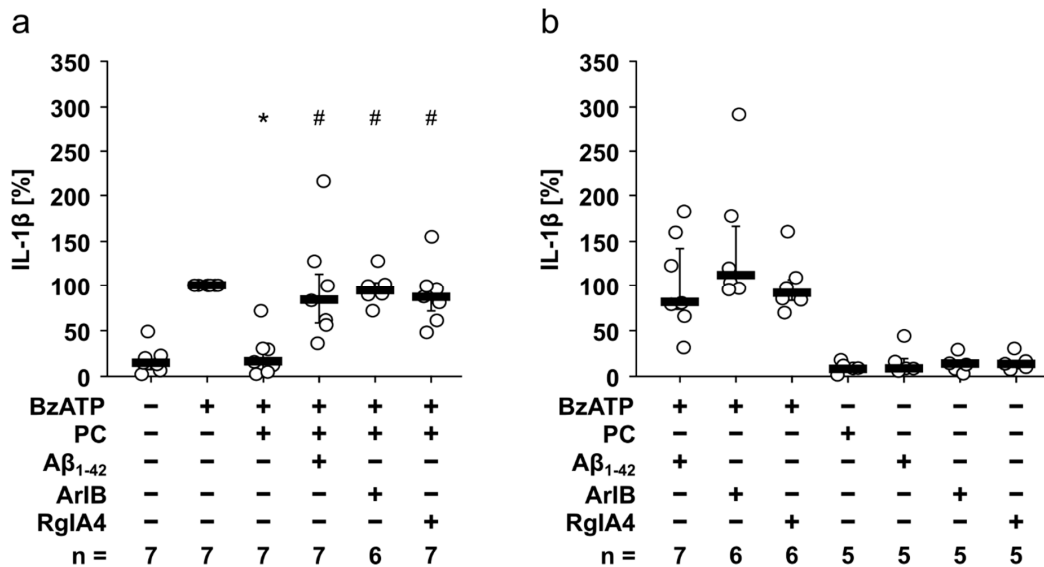 a
350
300
250
200
150
100
50
0
IL-1β [%]
* # # #
BzATP – + + + + +
PC – – + + + +
Aβ1-42 – – – + – –
ArIB – – – – + –
RgIA4 – – – – – +
n = 7 7 7 7 6 7
b
350
300
250
200
150
100
50
0
IL-1β [%]
BzATP + + + – – – –
PC – – – + – – –
Aβ1-42 + – – – + – –
ArIB – + – – – + –
RgIA4 – – + – – – +
n = 7 6 6 5 5 5 5